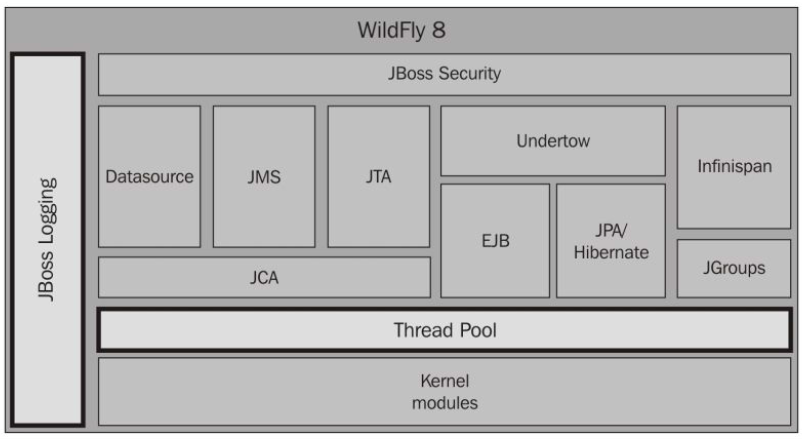 WildFly 8
JBoss Logging
JBoss Security
Datasource
JMS
JTA
Undertow
Infinispan
EJB
JPA/
Hibernate
JGroups
JCA
Thread Pool
Kernel
modules